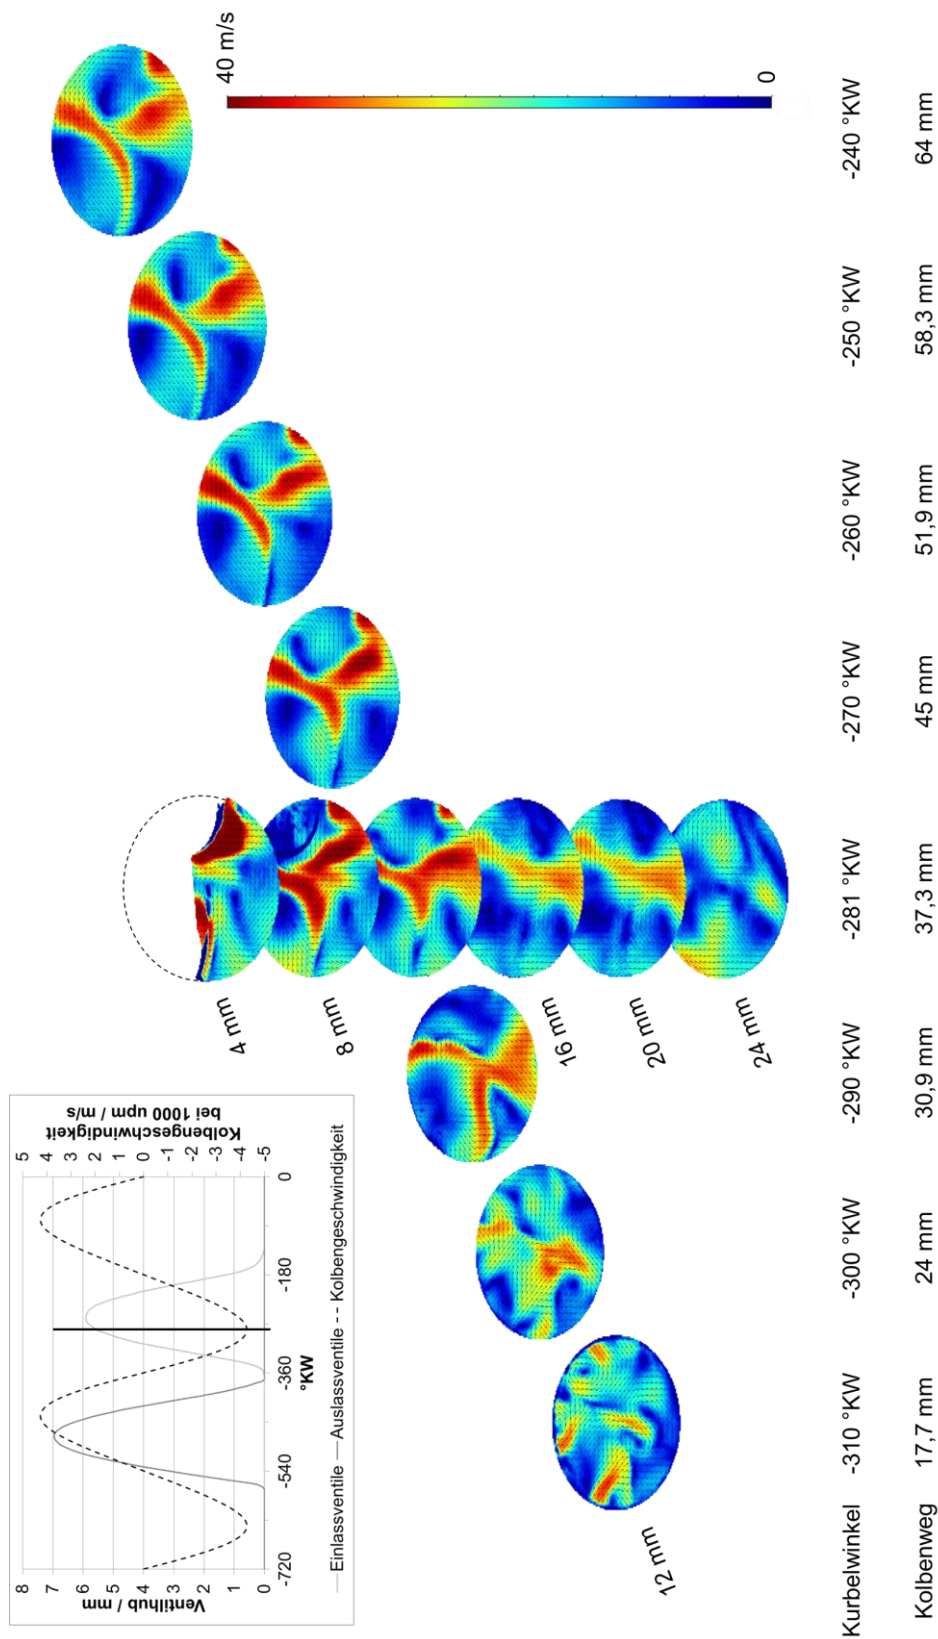 8
7
6
5
4
3
2
1
0
Ventilhub / mm
5
4
3
2
1
0
-1
-2
-3
-4
-5
Kolbengeschwindigkeit
bei 1000 upm / m/s
-720
-540
-360
-180
0
°KW
Einlassventile
Auslassventile
Kolbengeschwindigkeit
40 m/s
0
4 mm
8 mm
12 mm
16 mm
20 mm
24 mm
Kurbelwinkel -310 °KW -300 °KW -290 °KW -281 °KW -270 °KW -260 °KW -250 °KW -240 °KW
Kolbenweg 17,7 mm 24 mm 30,9 mm 37,3 mm 45 mm 51,9 mm 58,3 mm 64 mm